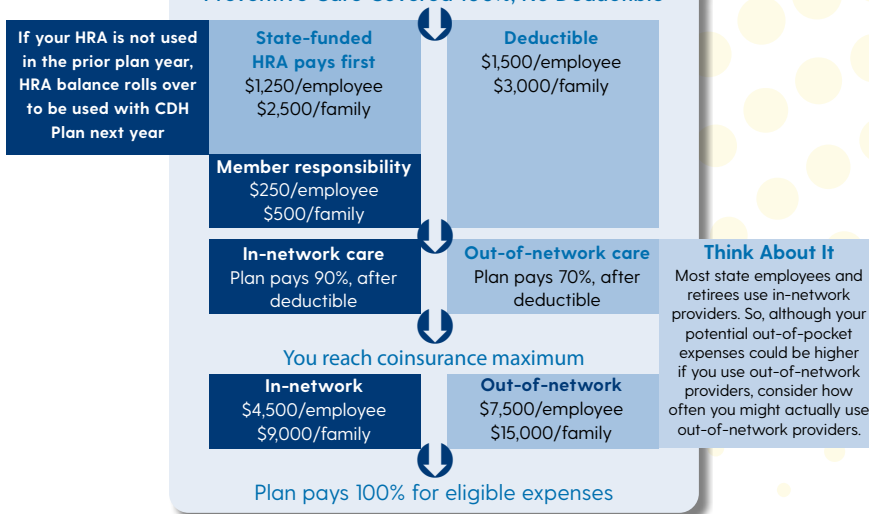 If your HRA is not used
in the prior plan year,
HRA balance rolls over
to be used with CDH
Plan next year
State-funded
HRA pays first
$1,250/employee
$2,500/family
Deductible
$1,500/employee
$3,000/family
Member responsibility
$250/employee
$500/family
In-network care
Plan pays 90%, after
deductible
Out-of-network care
Plan pays 70%, after
deductible
Think About It
Most state employees and
retirees use in-network
providers. So, although your
potential out-of-pocket
expenses could be higher
if you use out-of-network
providers, consider how
often you might actually use
out-of-network providers.
You reach coinsurance maximum
In-network
$4,500/employee
$9,000/family
Out-of-network
$7,500/employee
$15,000/family
Plan pays 100% for eligible expenses